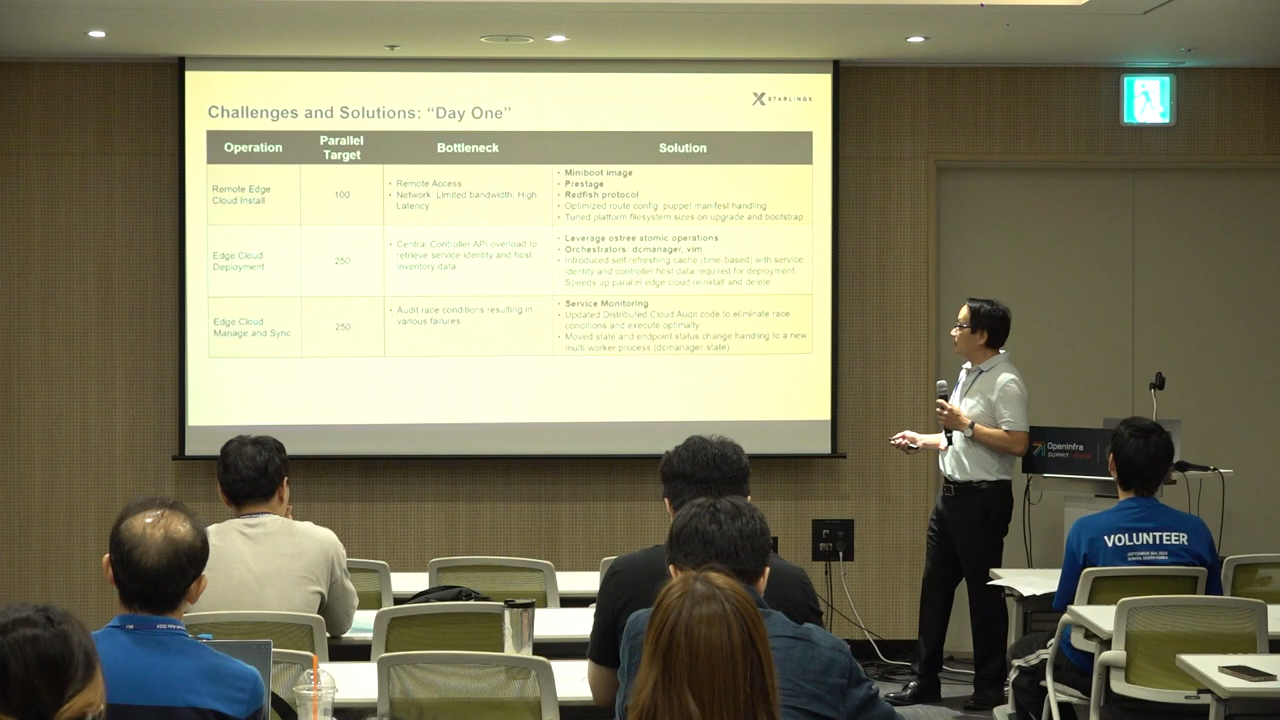 Challenges and Solutions: “Day One”
STARLINGX
Operation
Parallel
Target
Bottleneck
Solution
Remote Edge
Cloud Install
100
• Remote Access
• Network: Limited bandwidth, High
Latency.
• Miniboot image
• Prestage
• Redfish protocol
• Optimized route config, puppet manifest handling
• Tuned platform filesystem sizes on upgrade and bootstrap.
Edge Cloud
Deployment
250
• Central Controller API overload to
retrieve service identity and host
inventory data.
• Leverage ostree atomic operations
• Orchestrators: dcmanager, vim
• Introduced self-refreshing cache (time-based) with service
identity and controller host data required for deployment.
Speeds up parallel edge cloud reinstall and delete.
Edge Cloud
Manage and Sync
250
• Audit race conditions resulting in
various failures.
• Service Monitoring
• Updated Distributed Cloud Audit code to eliminate race
conditions and execute optimally.
• Moved state and endpoint status change handling to a new
multi-worker process (dcmanager state)
OpenInfra
SUMMIT
VOLUNTEER